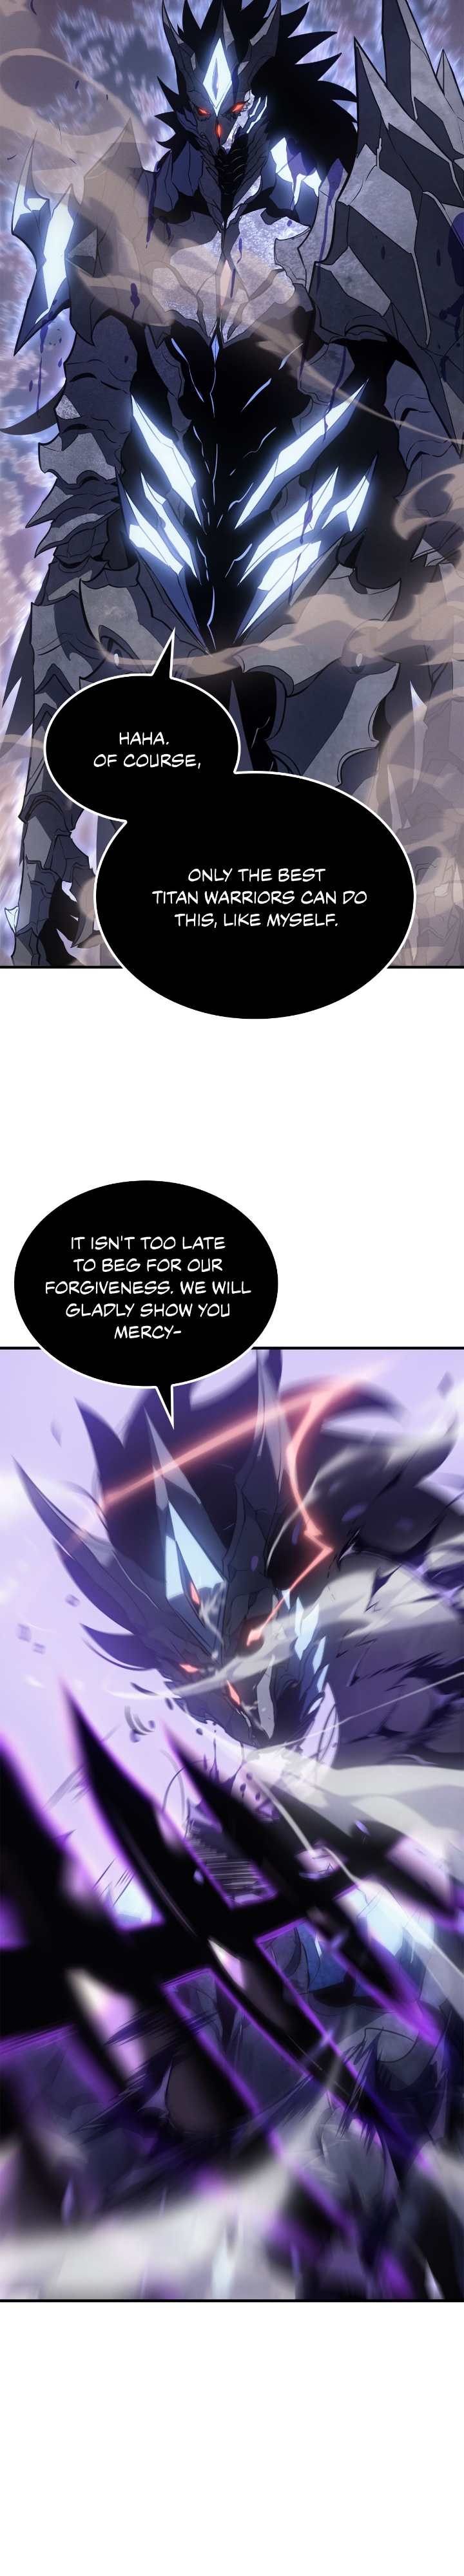 HAHA.
OF COURSE,
ONLY THE BEST
TITAN WARRIORS CAN DO
THIS, LIKE MYSELF.
IT ISN'T TOO LATE
TO BEG FOR OUR
FORGIVENESS. WE WILL
GLADLY SHOW YOU
MERCY-